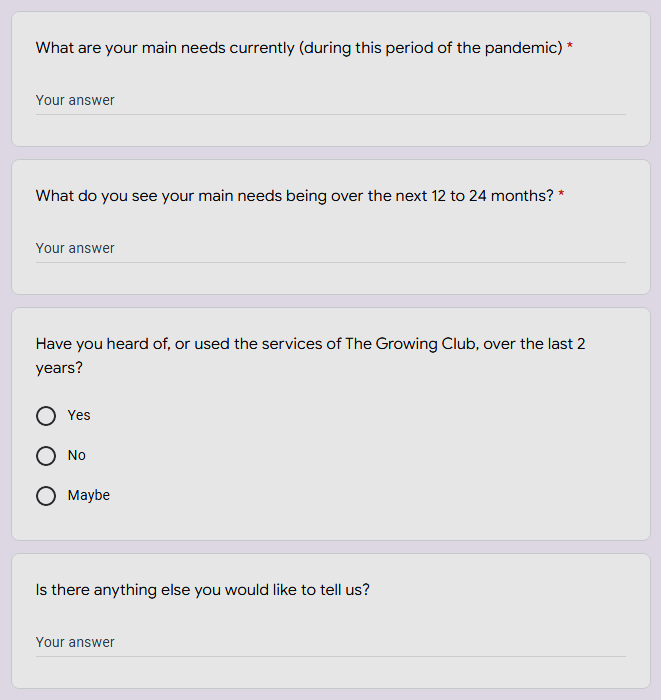 What are your main needs currently (during this period of the pandemic) *
Your answer
What do you see your main needs being over the next 12 to 24 months? *
Your answer
Have you heard of, or used the services of The Growing Club, over the last 2
years?
Yes
No
Maybe
Is there anything else you would like to tell us?
Your answer